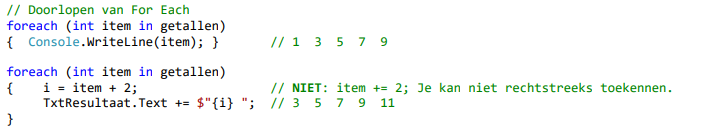 // Doorlopen van For Each
foreach (int item in getallen)
{  Console.WriteLine(item); }       // 1  3  5  7  9
foreach (int item in getallen)
{    i = item + 2;                  // NIET: item += 2; Je kan niet rechtstreeks toekennen.
     TxtResultaat.Text += $"{i} ";  // 3  5  7  9  11
}